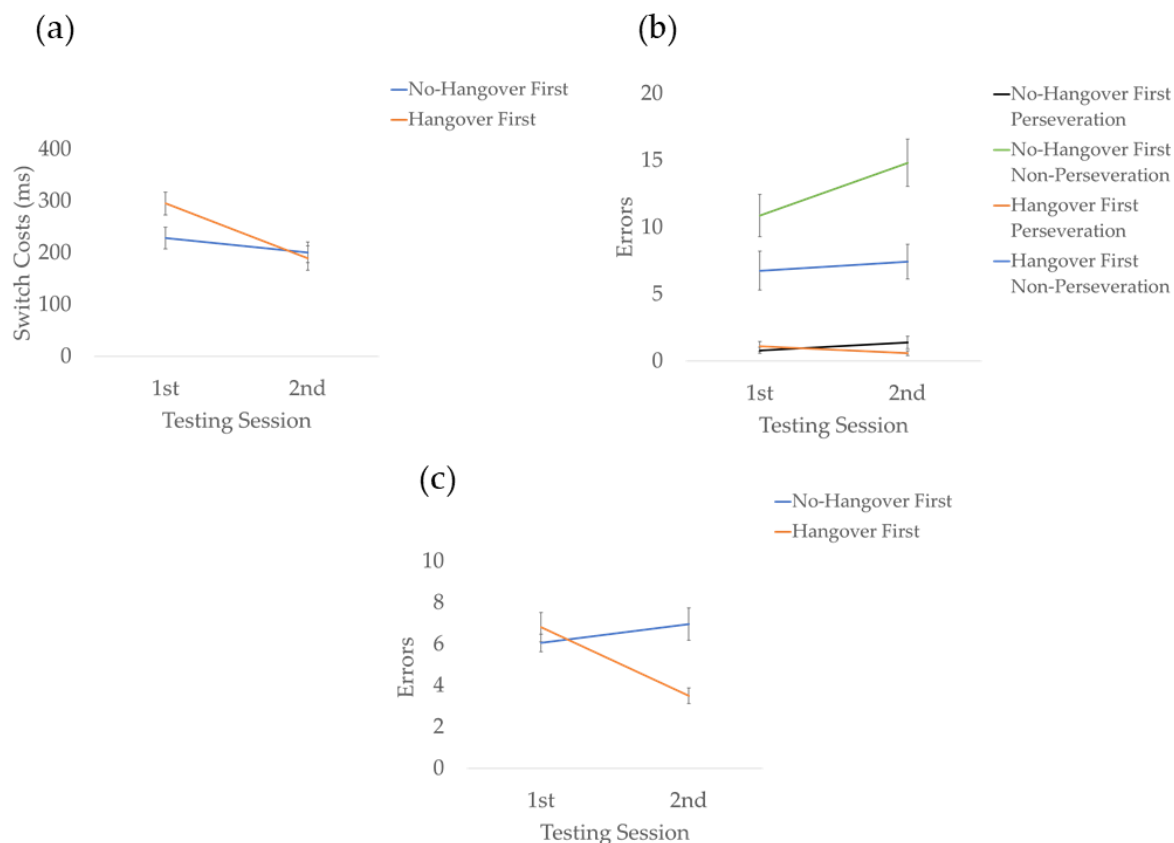 (a)
No-Hangover First
Hangover First
400
300
200
100
0
Switch Costs (ms)
1st
2nd
Testing Session
(b)
No-Hangover First
Perseveration
No-Hangover First
Non-Perseveration
Hangover First
Perseveration
Hangover First
Non-Perseveration
20
15
10
5
0
Errors
1st
2nd
Testing Session
(c)
No-Hangover First
Hangover First
10
8
6
4
2
0
Errors
1st
2nd
Testing Session